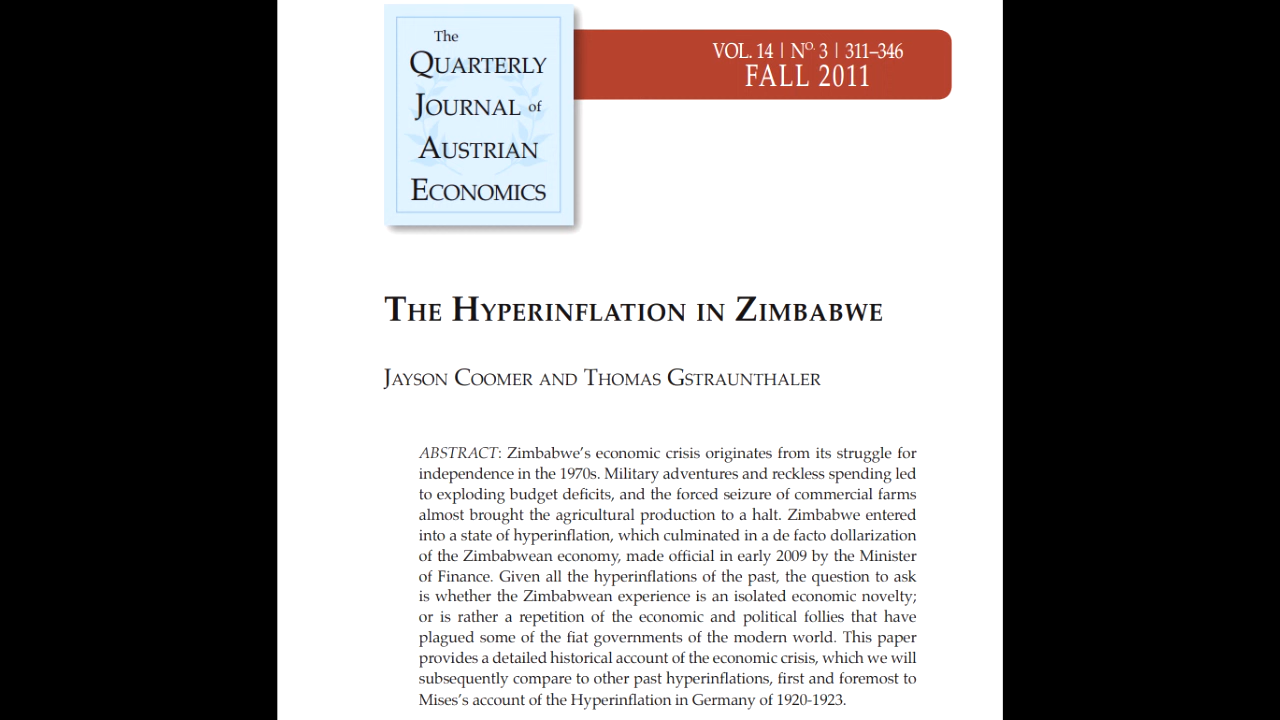 The
QUARTERLY
JOURNAL of
AUSTRIAN
ECONOMICS
VOL. 14 | NO. 3 | 311–346
FALL 2011
THE HYPERINFLATION IN ZIMBABWE
JAYSON COOMER AND THOMAS GSTRAUNTHALER
ABSTRACT: Zimbabwe’s economic crisis originates from its struggle for
independence in the 1970s. Military adventures and reckless spending led
to exploding budget deficits, and the forced seizure of commercial farms
almost brought the agricultural production to a halt. Zimbabwe entered
into a state of hyperinflation, which culminated in a de facto dollarization
of the Zimbabwean economy, made official in early 2009 by the Minister
of Finance. Given all the hyperinflations of the past, the question to ask
is whether the Zimbabwean experience is an isolated economic novelty;
or is rather a repetition of the economic and political follies that have
plagued some of the fiat governments of the modern world. This paper
provides a detailed historical account of the economic crisis, which we will
subsequently compare to other past hyperinflations, first and foremost to
Mises’s account of the Hyperinflation in Germany of 1920-1923.